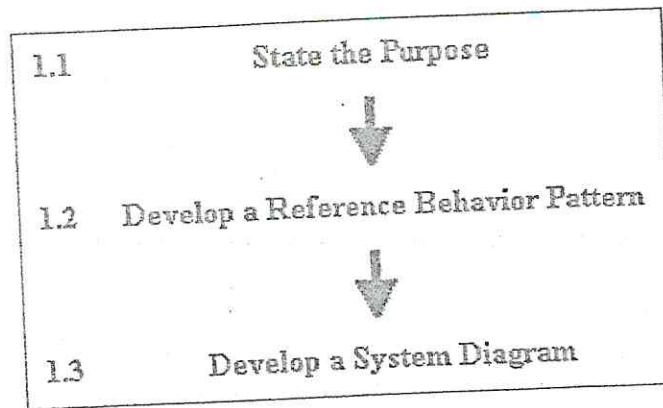 1.1 State the Purpose
1.2 Develop a Reference Behavior Pattern
1.3 Develop a System Diagram